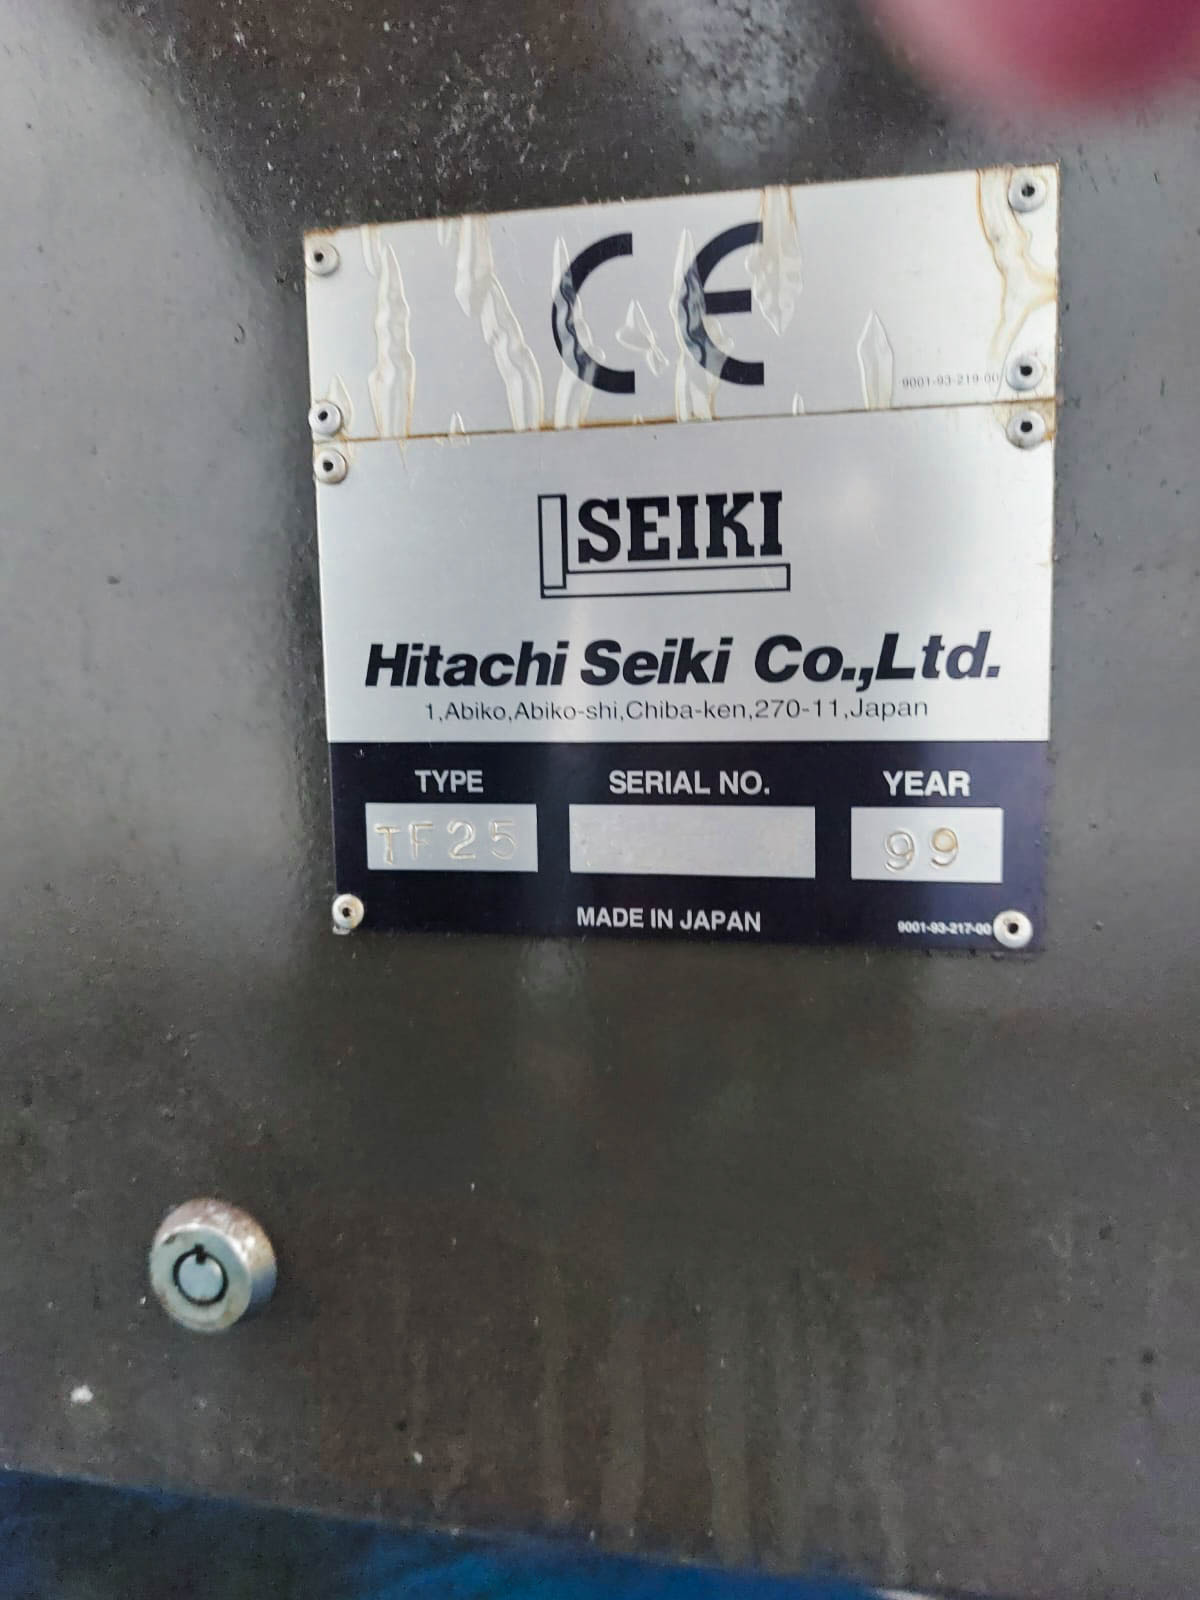 CE
9001-93-219-00
SEIKI
Hitachi Seiki Co.,Ltd.
1,Abiko,Abiko-shi,Chiba-ken,270-11,Japan
TYPE SERIAL NO. YEAR
TF25 99
MADE IN JAPAN
9001-93-217-00